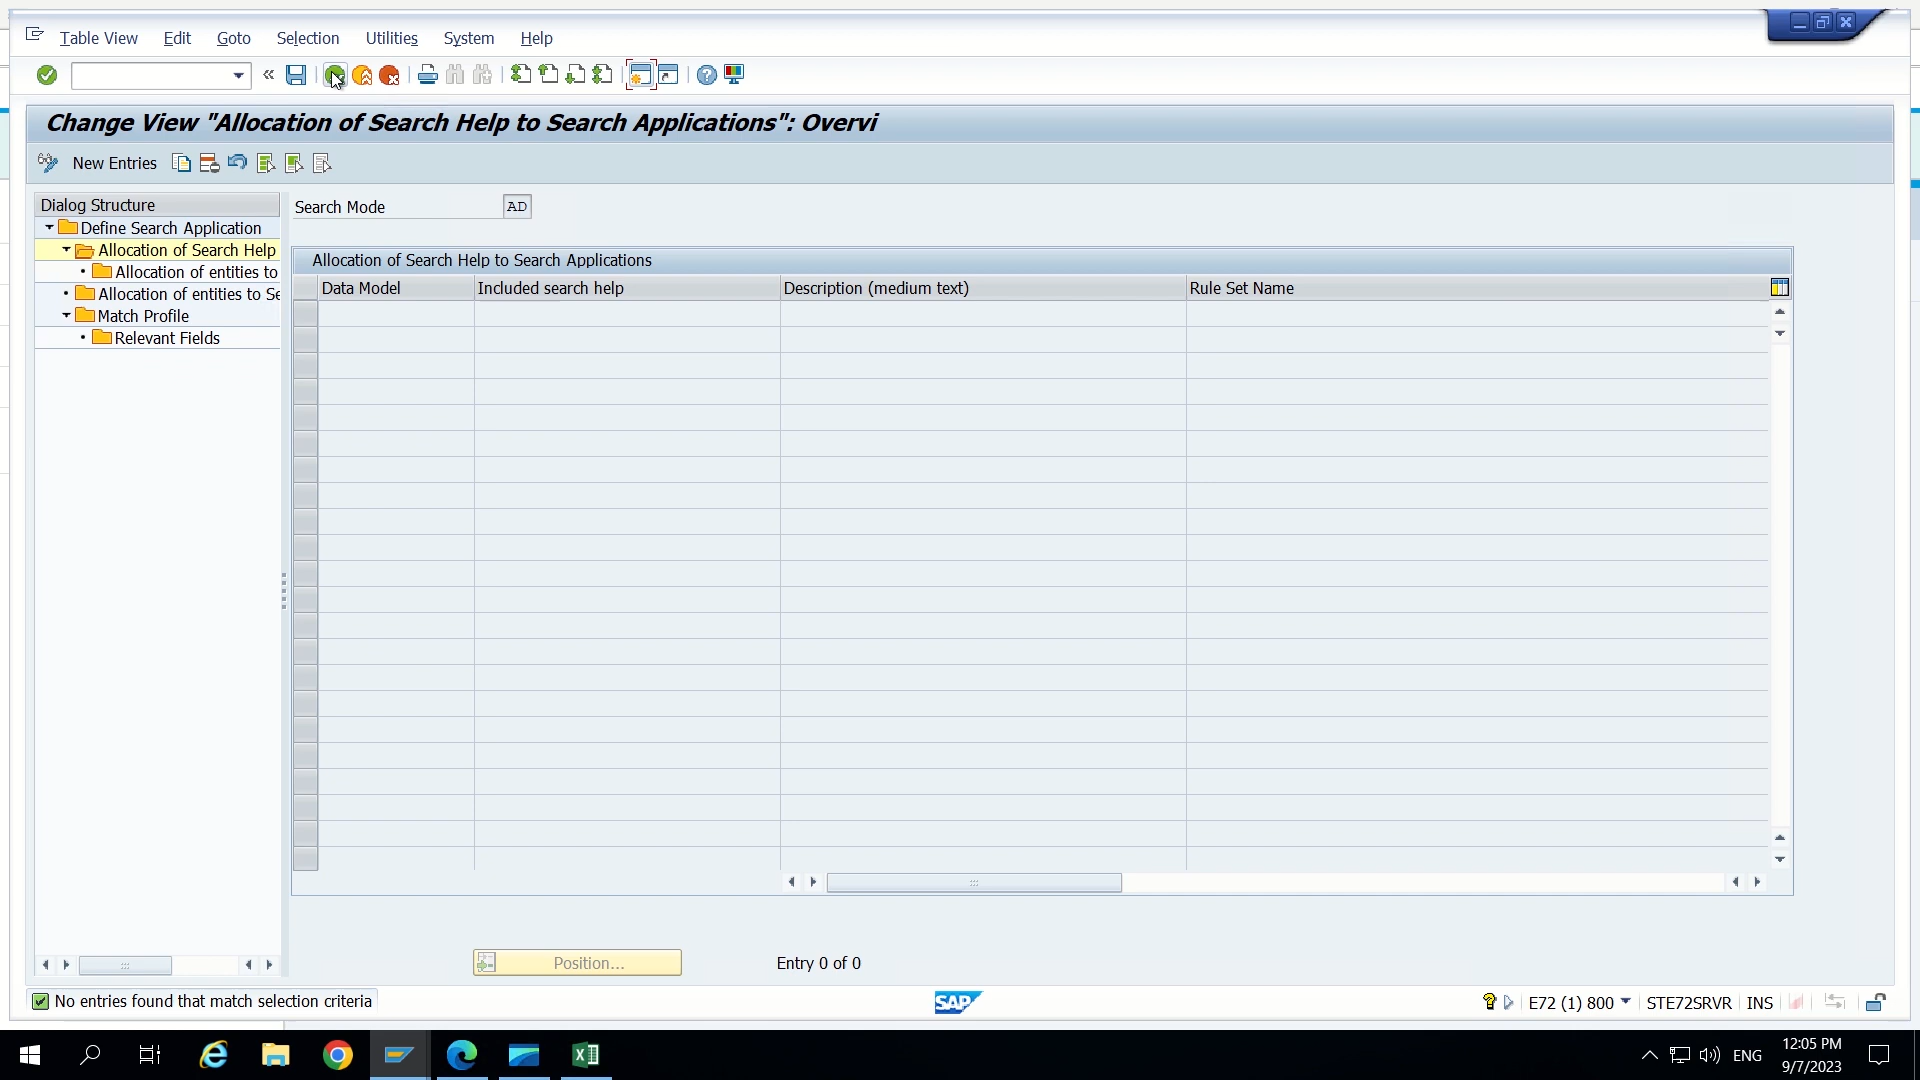 Table View Edit Goto Selection Utilities System Help
Change View "Allocation of Search Help to Search Applications": Overvi
New Entries
Dialog Structure
Define Search Application
Allocation of Search Help
Allocation of entities to
Allocation of entities to Se
Match Profile
Relevant Fields
Search Mode AD
Allocation of Search Help to Search Applications
Data Model Included search help Description (medium text) Rule Set Name
Position... Entry 0 of 0
No entries found that match selection criteria
SAP
E72 (1) 800 STE72SRVR INS
ENG
12:05 PM
9/7/2023